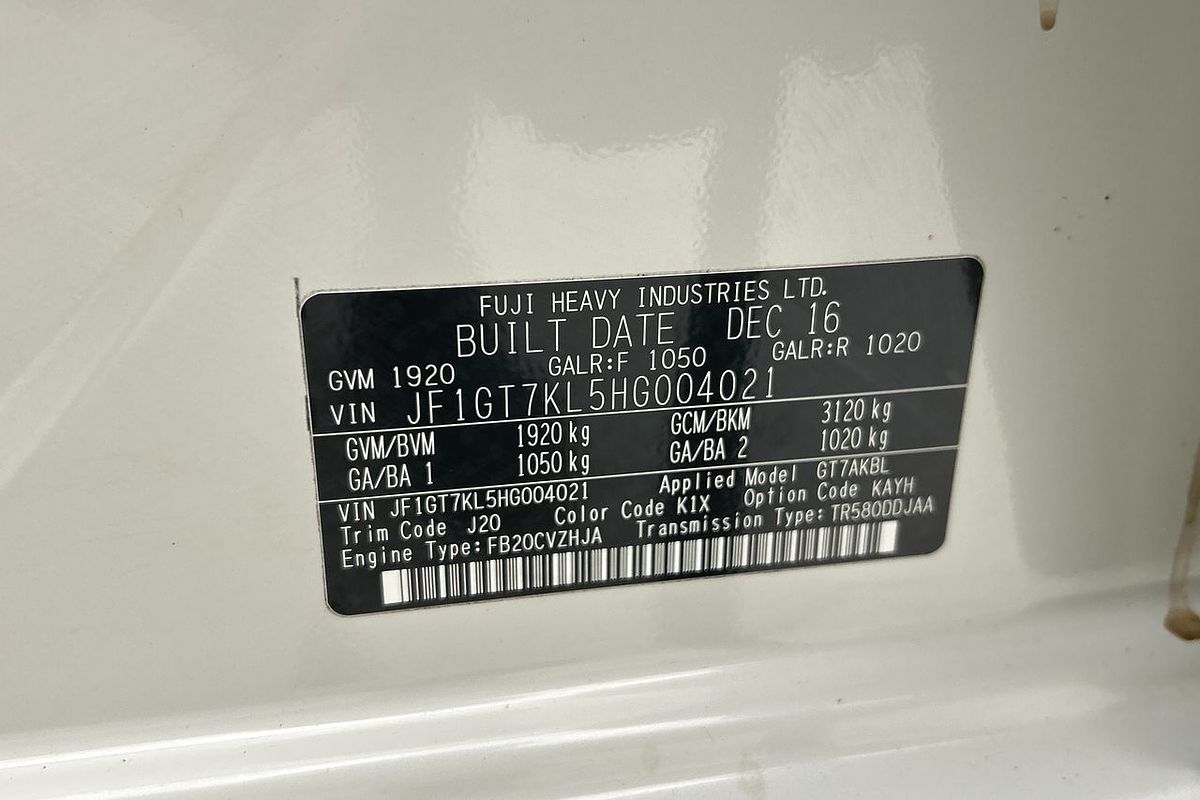 FUJI HEAVY INDUSTRIES LTD.
BUILT DATE DEC 16
GVM 1920 GALR:F 1050 GALR:R 1020
VIN JF1GT7KL5HG004021
GVM/BVM 1920 kg GCM/BKM 3120 kg
GA/BA 1 1050 kg GA/BA 2 1020 kg
VIN JF1GT7KL5HG004021 Applied Model GT7AKBL
Trim Code J20 Color Code K1X Option Code KAYH
Engine Type: FB20CVZHJA Transmission Type: TR580DDJAA